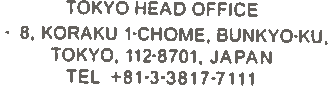 TOKYO HEAD OFFICE
8, KORAKU 1-CHOME, BUNKYO-KU,
TOKYO, 112-8701, JAPAN
TEL +81-3-3817-7111